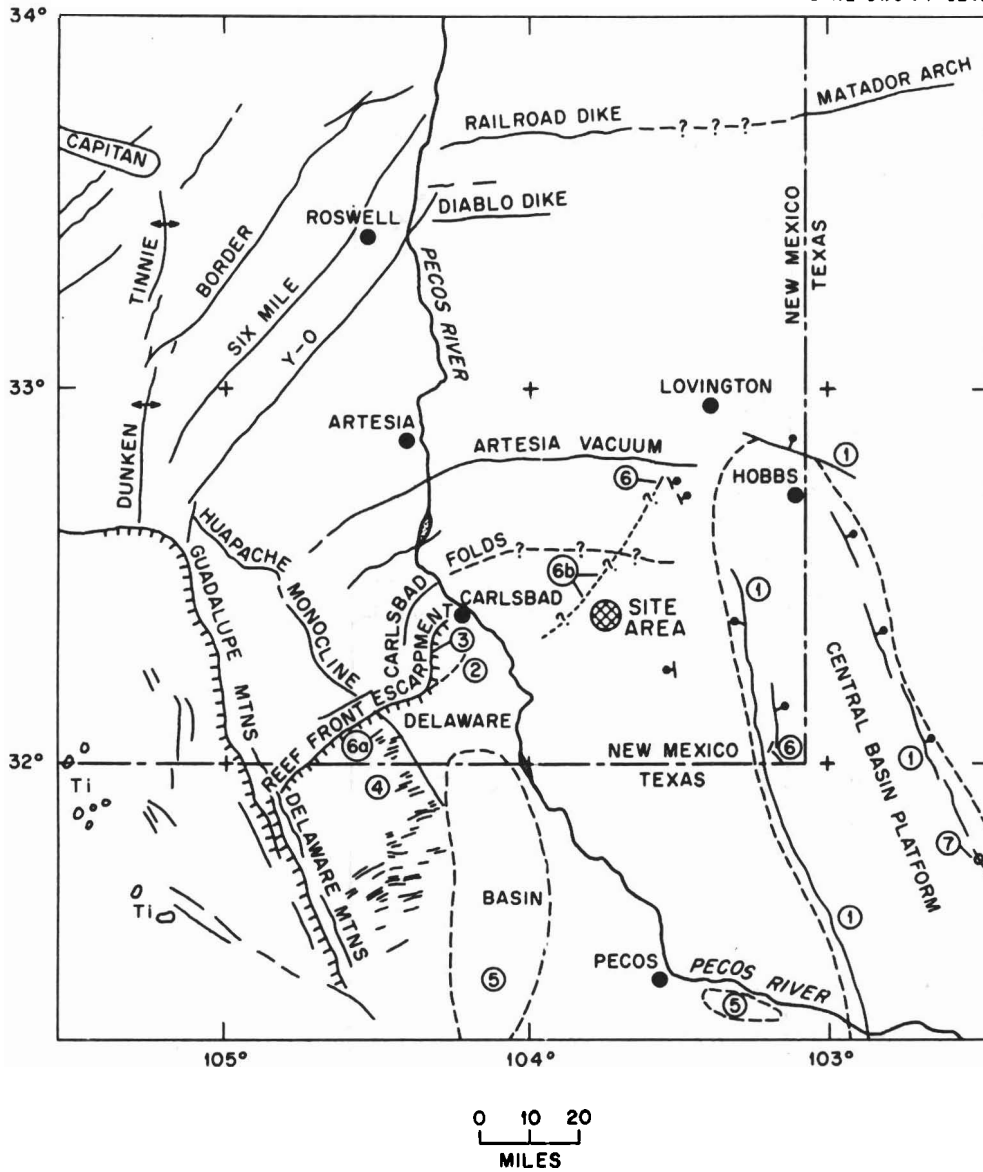 34°
MATADOR ARCH
RAILROAD DIKE
? ? ?
CAPITAN
DIABLO DIKE
ROSWELL
NEW MEXICO
TEXAS
TINNIE
BORDER
PECOS RIVER
SIX MILE
Y-O
33°
LOVINGTON
ARTESIA
ARTESIA VACUUM
1
6
HOBBS
DUNKEN
HUAPACHE MONOCLINE
FOLDS
? ? ?
6b
?
?
?
GUADALUPE MTNS
CARLSBAD
T
CARLSBAD
SITE
AREA
1
3
2
REEF FRONT ESCARPMENT
DELAWARE
CENTRAL BASIN PLATFORM
6a
NEW MEXICO
TEXAS
6
1
32°
Ti
4
DELAWARE MTNS
7
Ti
BASIN
1
PECOS
PECOS RIVER
5
5
105°
104°
103°
0 10 20
MILES